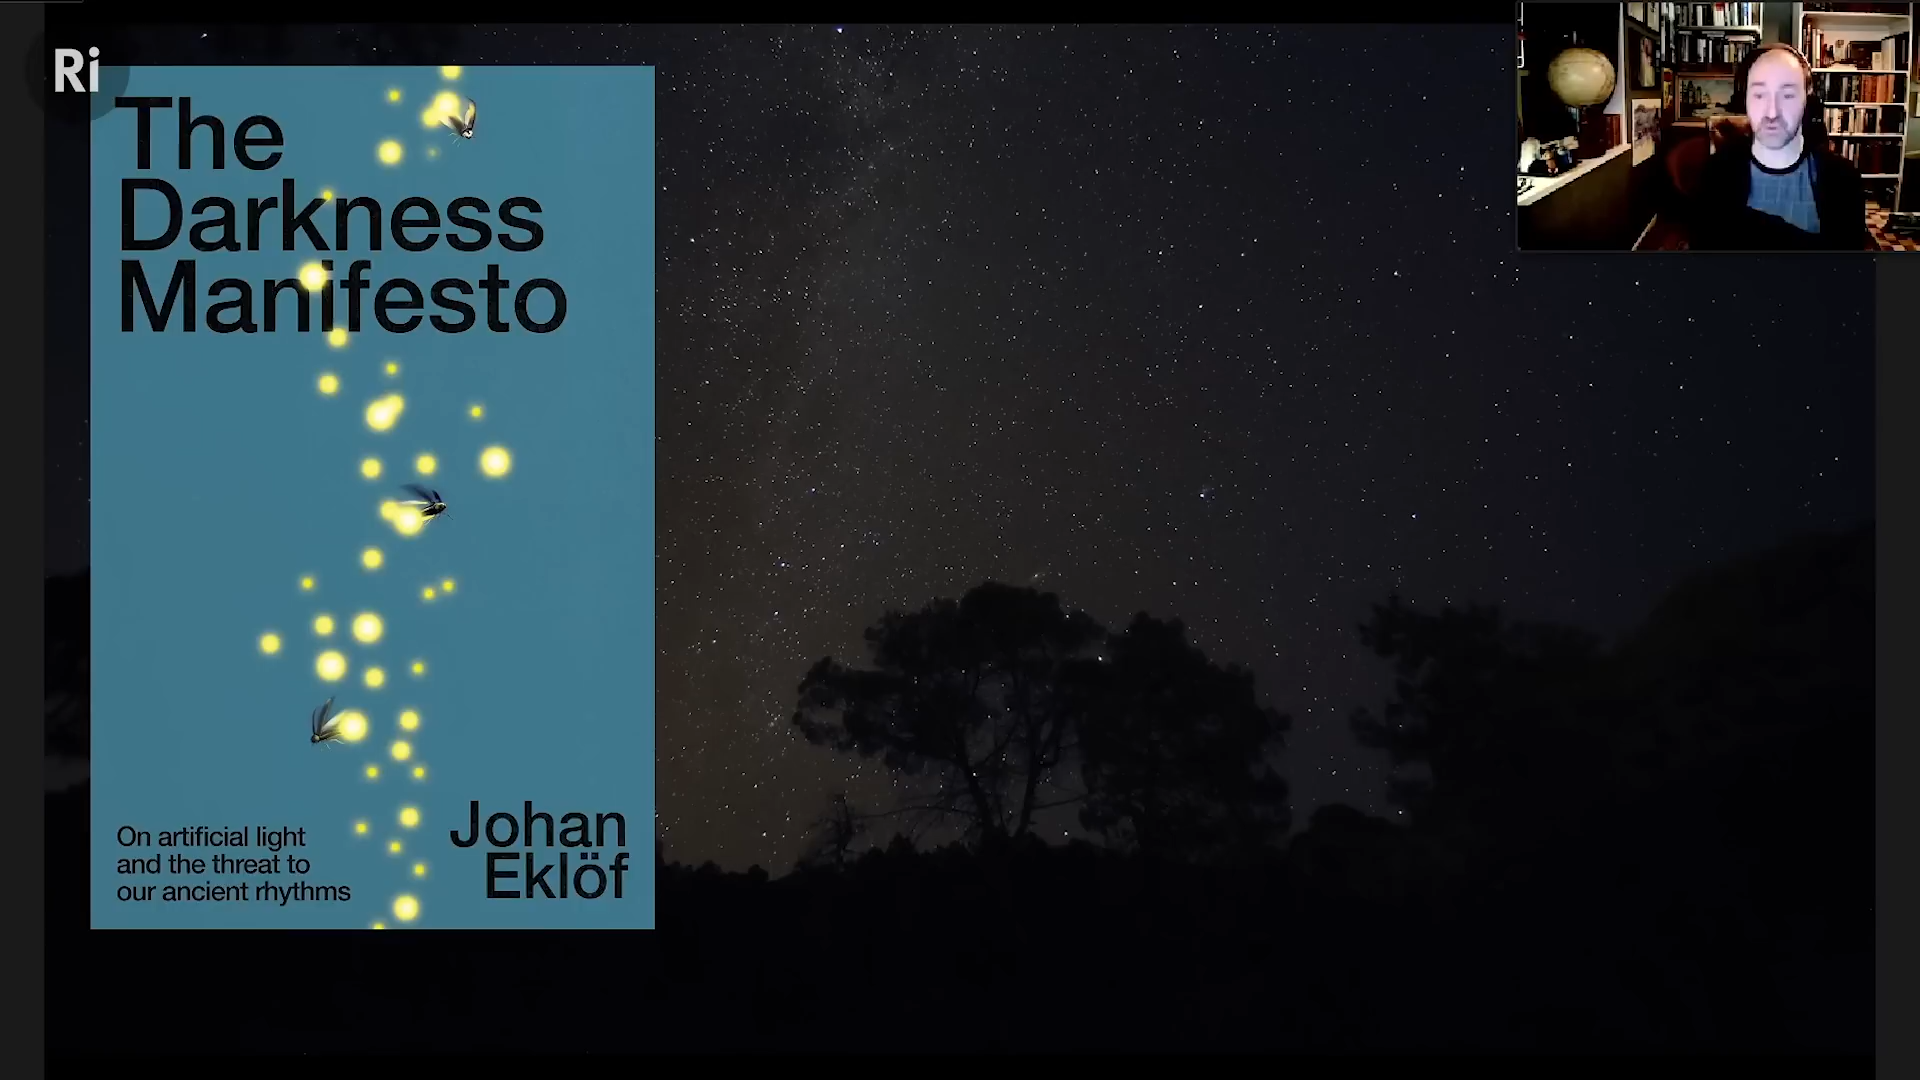 Ri
The
Darkness
Manifesto
On artificial light
and the threat to
our ancient rhythms
Johan
Eklöf